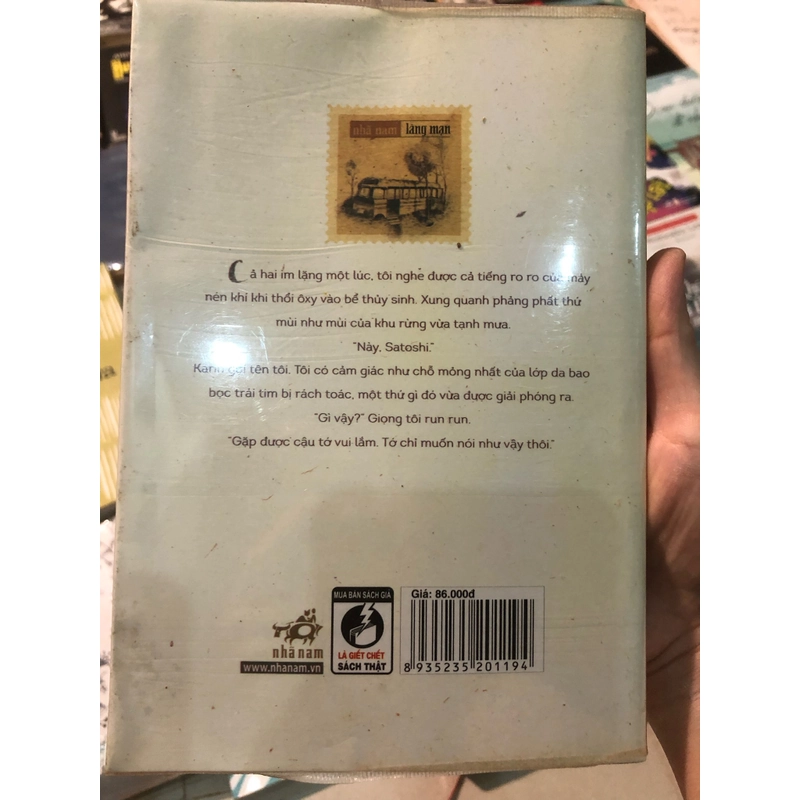 nhã nam lãng mạn
Cả hai im lặng một lúc, tôi nghe được cả tiếng ro ro của máy
nén khí khi thổi ôxy vào bể thủy sinh. Xung quanh phảng phất thứ
mùi như mùi của khu rừng vừa tạnh mưa.
"Này, Satoshi."
gọi tên tôi. Tôi có cảm giác như chỗ mỏng nhất của lớp da bao
bọc trái tim bị rách toác, một thứ gì đó vừa được giải phóng ra.
"Gì vậy?" Giọng tôi run run.
"Gặp được cậu tớ vui lắm. Tớ chỉ muốn nói như vậy thôi."
nhã nam
www.nhanam.vn
MUA BÁN SÁCH GIẢ
LÀ GIẾT CHẾT
SÁCH THẬT
Giá: 86.000đ
8 935235 201194